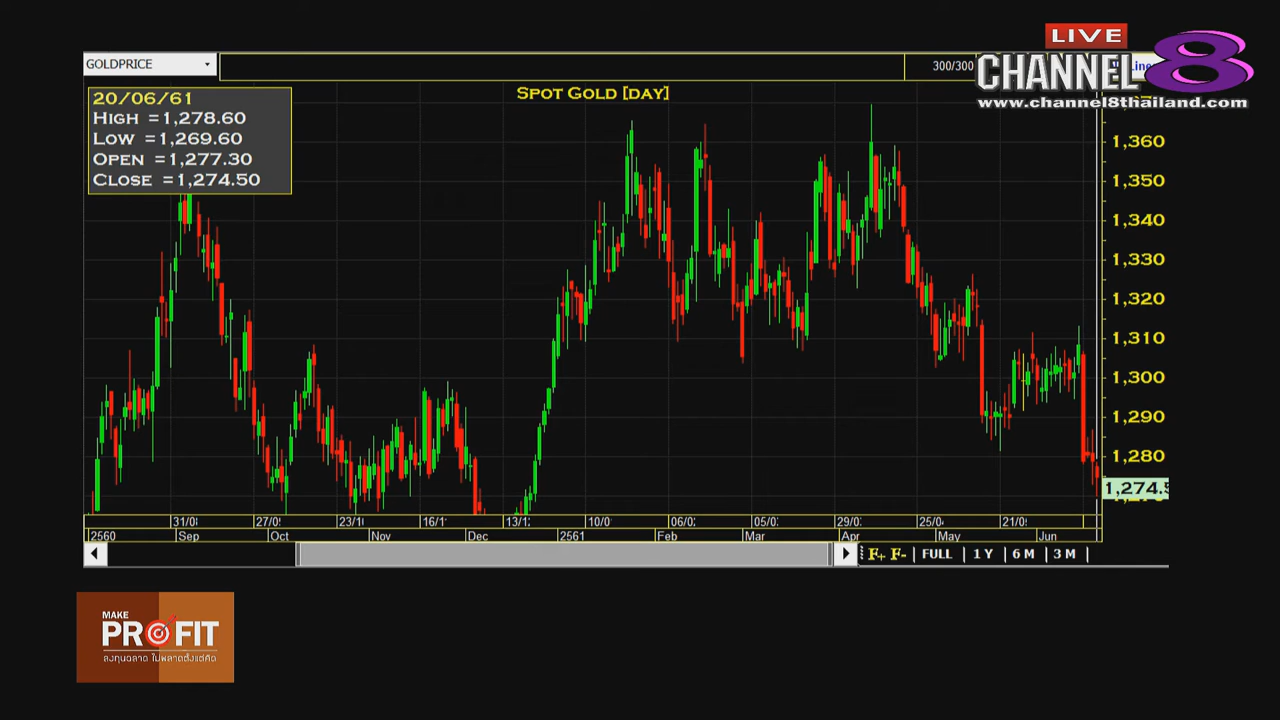 LIVE
GOLDPRICE
300/300
CHANNEL 8
www.channel8thailand.com
SPOT GOLD [DAY]
20/06/61
HIGH =1,278.60
LOW =1,269.60
OPEN =1,277.30
CLOSE =1,274.50
1,360
1,350
1,340
1,330
1,320
1,310
1,300
1,290
1,280
1,274.5
31/0
27/0
23/1
16/1
13/1
10/0
06/0
05/0
29/0
25/0
21/0
2560 Sep Oct Nov Dec 2561 Feb Mar Apr May Jun
F+ F- FULL 1 Y 6 M 3 M
MAKE
PROFIT
ลงทุนฉลาด ไม่พลาดตั้งแต่คิด